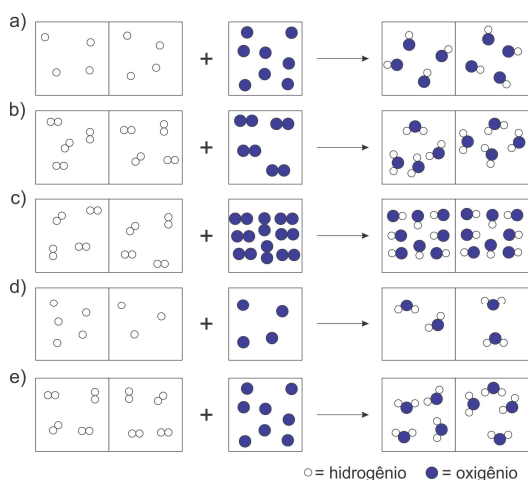 a)
+
b)
+
c)
+
d)
+
e)
+
= hidrogênio = oxigênio